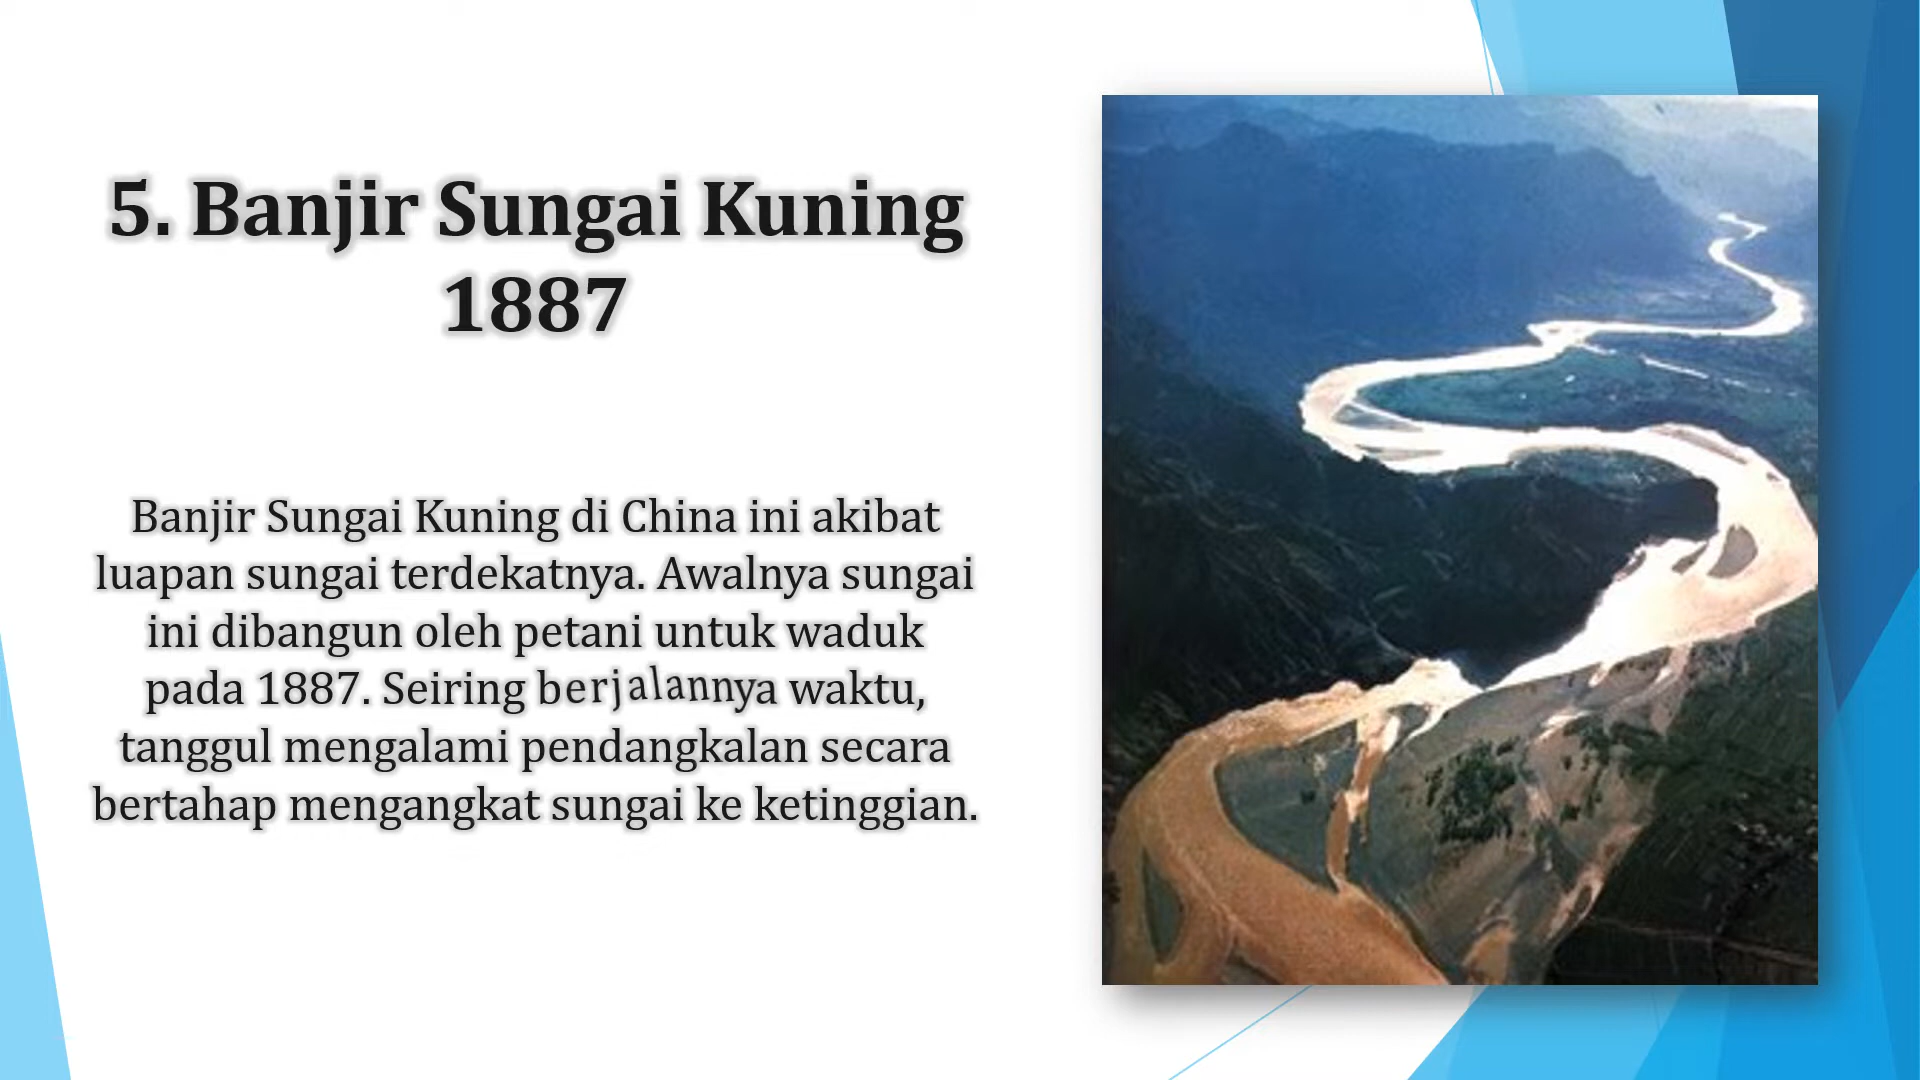 5. Banjir Sungai Kuning
1887
Banjir Sungai Kuning di China ini akibat
luapan sungai terdekatnya. Awalnya sungai
ini dibangun oleh petani untuk waduk
pada 1887. Seiring berjalannya waktu,
tanggul mengalami pendangkalan secara
bertahap mengangkat sungai ke ketinggian.